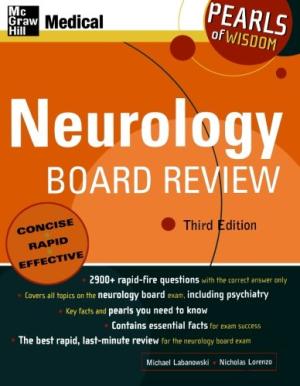 Mc
Graw
Hill
Medical
PEARLS
of WISDOM
Neurology
BOARD REVIEW
Third Edition
CONCISE
RAPID
EFFECTIVE
• 2900+ rapid-fire questions with the correct answer only
• Covers all topics on the neurology board exam, including psychiatry
• Key facts and pearls you need to know
• Contains essential facts for exam success
• The best rapid, last-minute review for the neurology board exam
Michael Labanowski • Nicholas Lorenzo